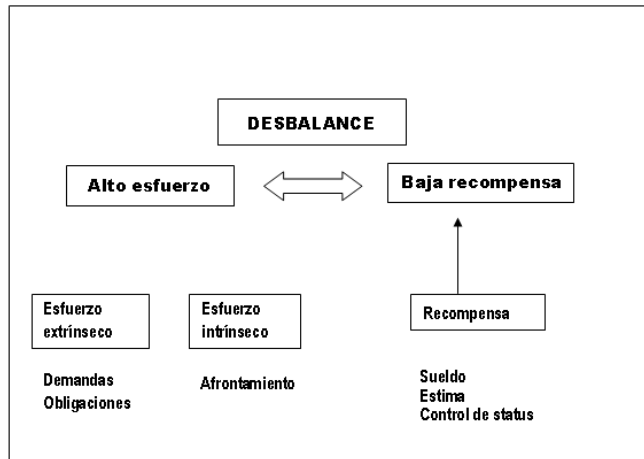 DESBALANCE
Alto esfuerzo
Baja recompensa
Esfuerzo
extrínseco
Esfuerzo
intrínseco
Recompensa
Demandas
Obligaciones
Afrontamiento
Sueldo
Estima
Control de status